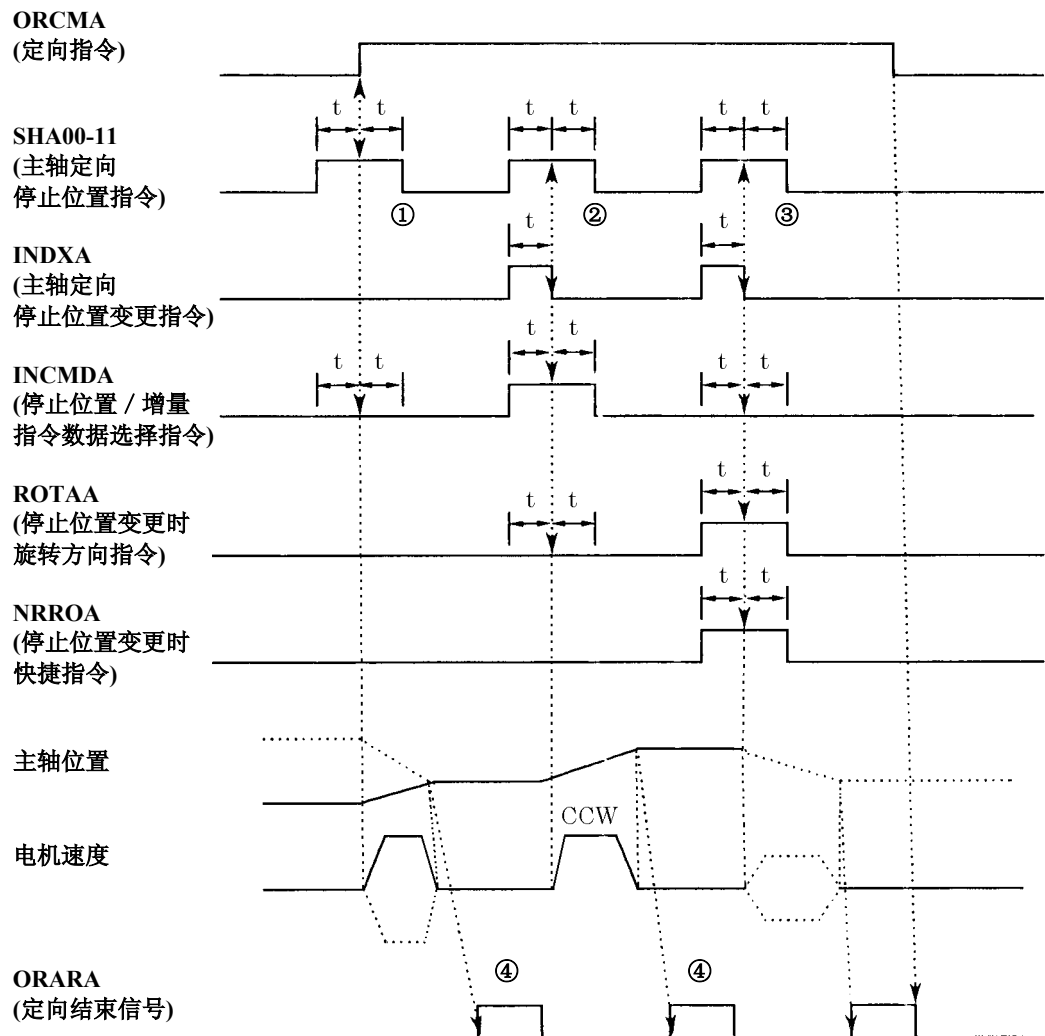 ORCMA
(定向指令)
t t t t t t
SHA00-11
(主轴定向
停止位置指令)
① ② ③
t t
INDXA
(主轴定向
停止位置变更指令)
t t
INCMDA
t t t t
(停止位置 / 增量
指令数据选择指令)
t t
ROTAA
t t
(停止位置变更时
旋转方向指令)
t t
NRROA
(停止位置变更时
快捷指令)
主轴位置
CCW
电机速度
④ ④
ORARA
(定向结束信号)